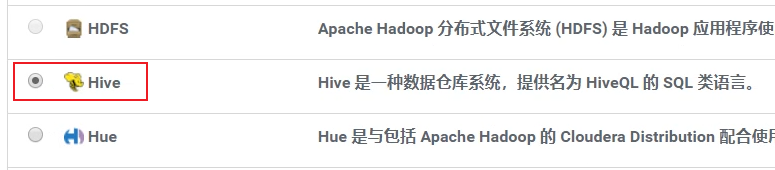 HDFS Apache Hadoop 分布式文件系统 (HDFS) 是 Hadoop 应用程序使
Hive Hive 是一种数据仓库系统，提供名为 HiveQL 的 SQL 类语言。
Hue Hue 是与包括 Apache Hadoop 的 Cloudera Distribution 配合使用